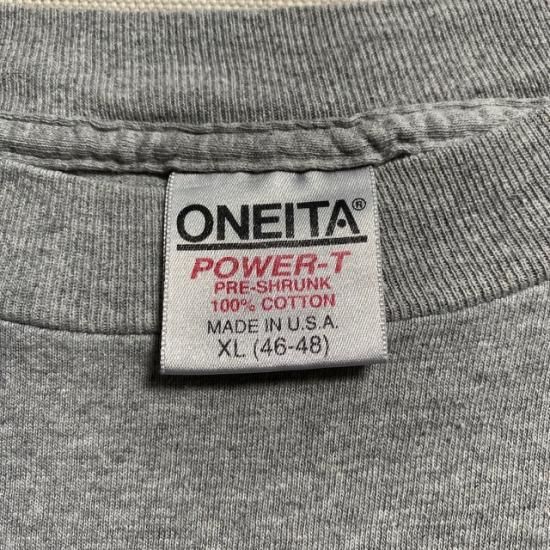 ONEITA®
POWER-T
PRE-SHRUNK
100% COTTON
MADE IN U.S.A.
XL (46-48)